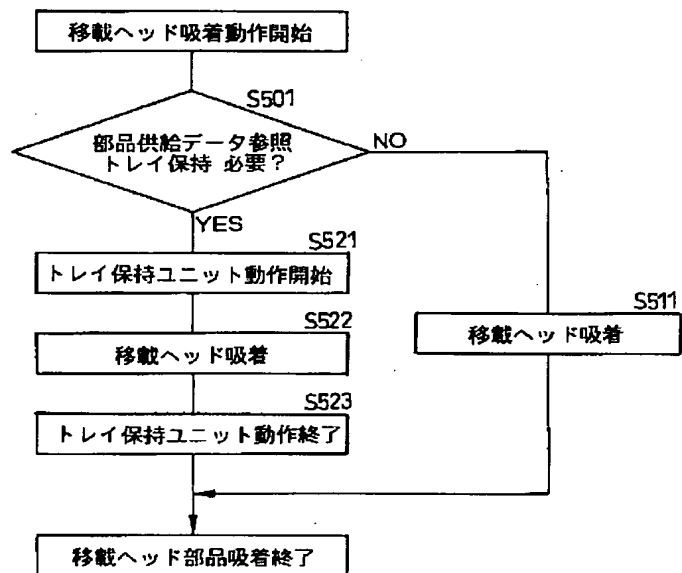 移載ヘッド吸着動作開始
S501
部品供給データ参照
トレイ保持 必要？
NO
YES
S521
トレイ保持ユニット動作開始
S522
移載ヘッド吸着
S511
移載ヘッド吸着
S523
トレイ保持ユニット動作終了
移載ヘッド部品吸着終了